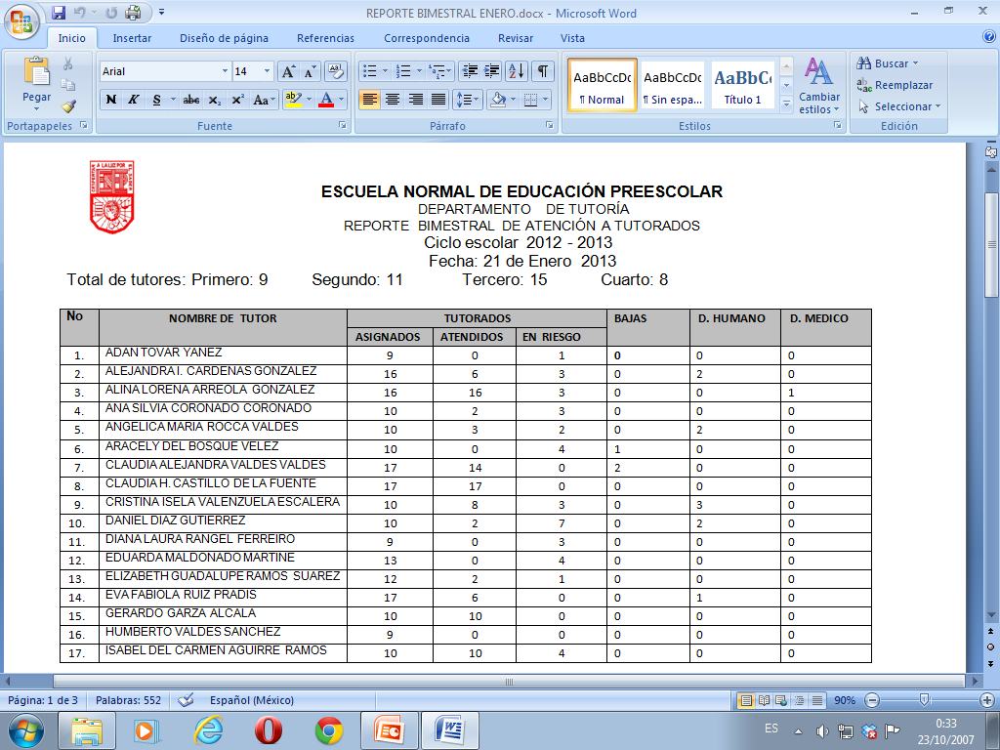 REPORTE BIMESTRAL ENERO.docx - Microsoft Word
Inicio Insertar Diseño de página Referencias Correspondencia Revisar Vista
Pegar
Portapapeles
Arial 14
Fuente
Párrafo
AaBbCcDc AaBbCcDc AaBbC
¶ Normal ¶ Sin espa... Título 1
Cambiar estilos
Estilos
Buscar
Reemplazar
Seleccionar
Edición
ESCUELA NORMAL DE EDUCACIÓN PREESCOLAR
DEPARTAMENTO DE TUTORÍA
REPORTE BIMESTRAL DE ATENCIÓN A TUTORADOS
Ciclo escolar 2012 - 2013
Fecha: 21 de Enero 2013
Total de tutores: Primero: 9 Segundo: 11 Tercero: 15 Cuarto: 8
No NOMBRE DE TUTOR TUTORADOS BAJAS D. HUMANO D. MEDICO
ASIGNADOS ATENDIDOS EN RIESGO
1. ADAN TOVAR YANEZ 9 0 1 0 0 0
2. ALEJANDRA I. CARDENAS GONZALEZ 16 6 3 0 2 0
3. ALINA LORENA ARREOLA GONZALEZ 16 16 3 0 0 1
4. ANA SILVIA CORONADO CORONADO 10 2 3 0 0 0
5. ANGELICA MARIA ROCCA VALDES 10 3 2 0 2 0
6. ARACELY DEL BOSQUE VELEZ 10 0 4 1 0 0
7. CLAUDIA ALEJANDRA VALDES VALDES 17 14 0 2 0 0
8. CLAUDIA H. CASTILLO DE LA FUENTE 17 17 0 0 0 0
9. CRISTINA ISELA VALENZUELA ESCALERA 10 8 3 0 3 0
10. DANIEL DIAZ GUTIERREZ 10 2 7 0 2 0
11. DIANA LAURA RANGEL FERREIRO 9 0 3 0 0 0
12. EDUARDA MALDONADO MARTINE 13 0 4 0 0 0
13. ELIZABETH GUADALUPE RAMOS SUAREZ 12 2 1 0 0 0
14. EVA FABIOLA RUIZ PRADIS 17 6 0 0 1 0
15. GERARDO GARZA ALCALA 10 10 0 0 0 0
16. HUMBERTO VALDES SANCHEZ 9 0 0 0 0 0
17. ISABEL DEL CARMEN AGUIRRE RAMOS 10 10 4 0 0 0
Página: 1 de 3 Palabras: 552 Español (México) 90%
ES 0:33
23/10/2007